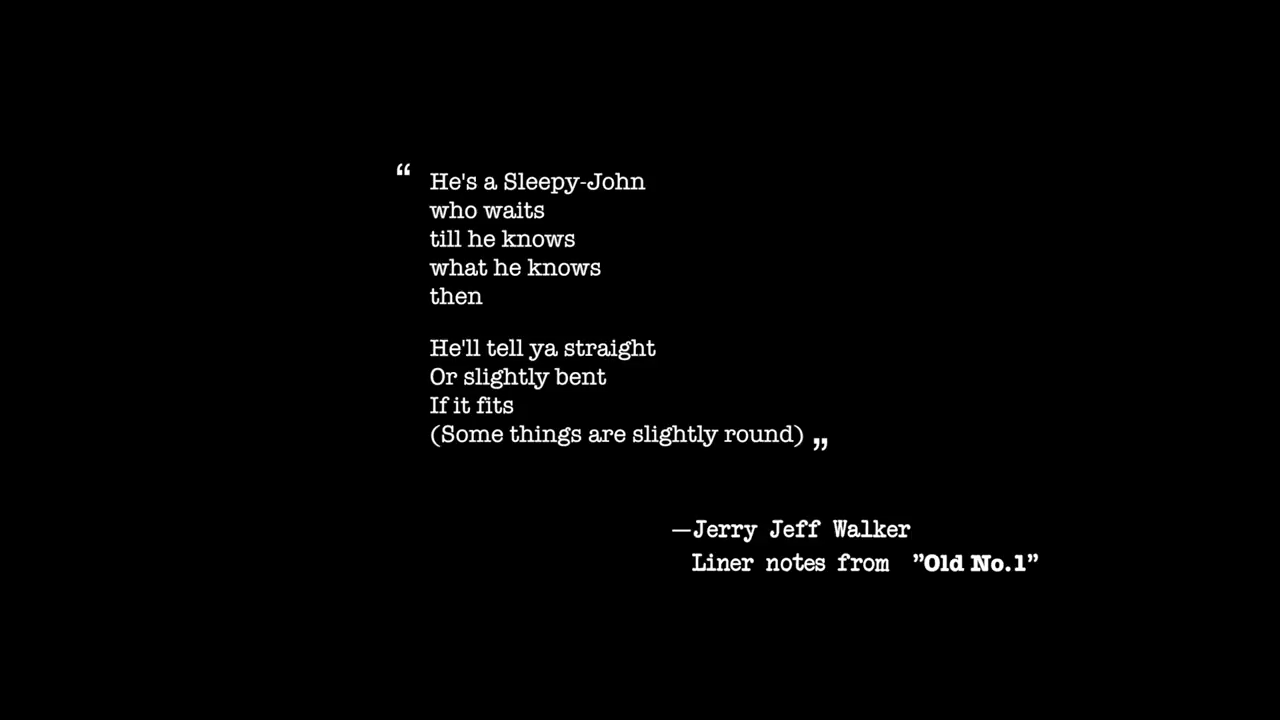 “ He's a Sleepy-John
who waits
till he knows
what he knows
then
He'll tell ya straight
Or slightly bent
If it fits
(Some things are slightly round) „
—Jerry Jeff Walker
Liner notes from ”Old No.1”